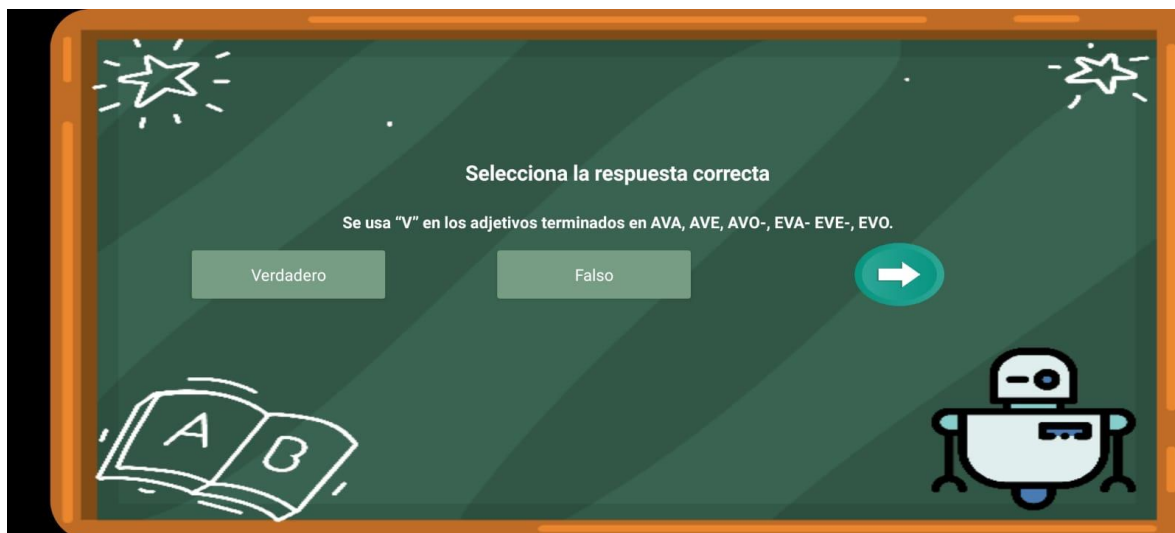 Selecciona la respuesta correcta
Se usa “V” en los adjetivos terminados en AVA, AVE, AVO-, EVA- EVE-, EVO.
Verdadero
Falso
A
B